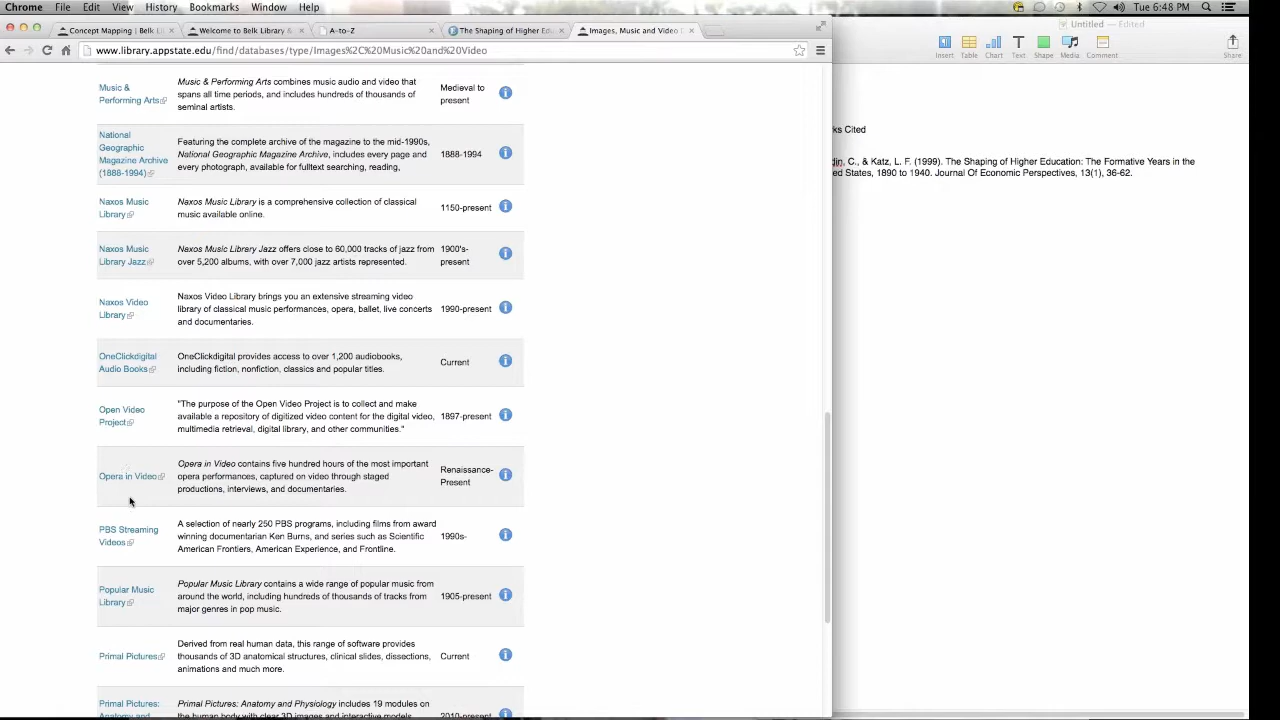 Chrome File Edit View History Bookmarks Window Help Tue 6:48 PM
Concept Mapping | Belk Li
Welcome to Belk Library &
A-to-Z
The Shaping of Higher Edu
Images, Music and Video D
Untitled — Edited
www.library.appstate.edu/find/databases/type/Images%2C%20Music%20and%20Video
Insert Table Chart Text Shape Media Comment Share
Music &
Performing Arts
Music & Performing Arts combines music audio and video that
spans all time periods, and includes hundreds of thousands of
seminal artists.
Medieval to
present
National
Geographic
Magazine Archive
(1888-1994)
Featuring the complete archive of the magazine to the mid-1990s,
National Geographic Magazine Archive, includes every page and
every photograph, available for fulltext searching, reading,
1888-1994
Naxos Music
Library
Naxos Music Library is a comprehensive collection of classical
music available online.
1150-present
Naxos Music
Library Jazz
Naxos Music Library Jazz offers close to 60,000 tracks of jazz from
over 5,200 albums, with over 7,000 jazz artists represented.
1900's-
present
Naxos Video
Library
Naxos Video Library brings you an extensive streaming video
library of classical music performances, opera, ballet, live concerts
and documentaries.
1990-present
OneClickdigital
Audio Books
OneClickdigital provides access to over 1,200 audiobooks,
including fiction, nonfiction, classics and popular titles.
Current
Open Video
Project
"The purpose of the Open Video Project is to collect and make
available a repository of digitized video content for the digital video,
multimedia retrieval, digital library, and other communities."
1897-present
Opera in Video
Opera in Video contains five hundred hours of the most important
opera performances, captured on video through staged
productions, interviews, and documentaries.
Renaissance-
Present
PBS Streaming
Videos
A selection of nearly 250 PBS programs, including films from award
winning documentarian Ken Burns, and series such as Scientific
American Frontiers, American Experience, and Frontline.
1990s-
Popular Music
Library
Popular Music Library contains a wide range of popular music from
around the world, including hundreds of thousands of tracks from
major genres in pop music.
1905-present
Primal Pictures
Derived from real human data, this range of software provides
thousands of 3D anatomical structures, clinical slides, dissections,
animations and much more.
Current
Primal Pictures:
Anatomy and
Primal Pictures: Anatomy and Physiology includes 19 modules on
the human body with clear 3D images and interactive models
2010-present
ks Cited
din, C., & Katz, L. F. (1999). The Shaping of Higher Education: The Formative Years in the
ed States, 1890 to 1940. Journal Of Economic Perspectives, 13(1), 36-62.